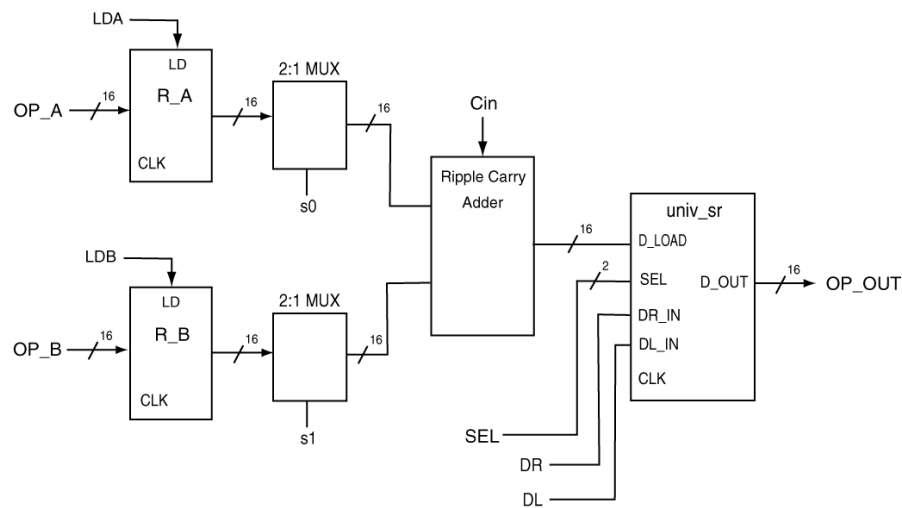 LDA
LD
2:1 MUX
OP_A
16
R_A
16
16
CLK
s0
Cin
Ripple Carry
Adder
univ_sr
16
D_LOAD
LDB
LD
2:1 MUX
2
SEL
D_OUT
16
OP_OUT
OP_B
16
R_B
16
16
DR_IN
DL_IN
CLK
CLK
s1
SEL
DR
DL